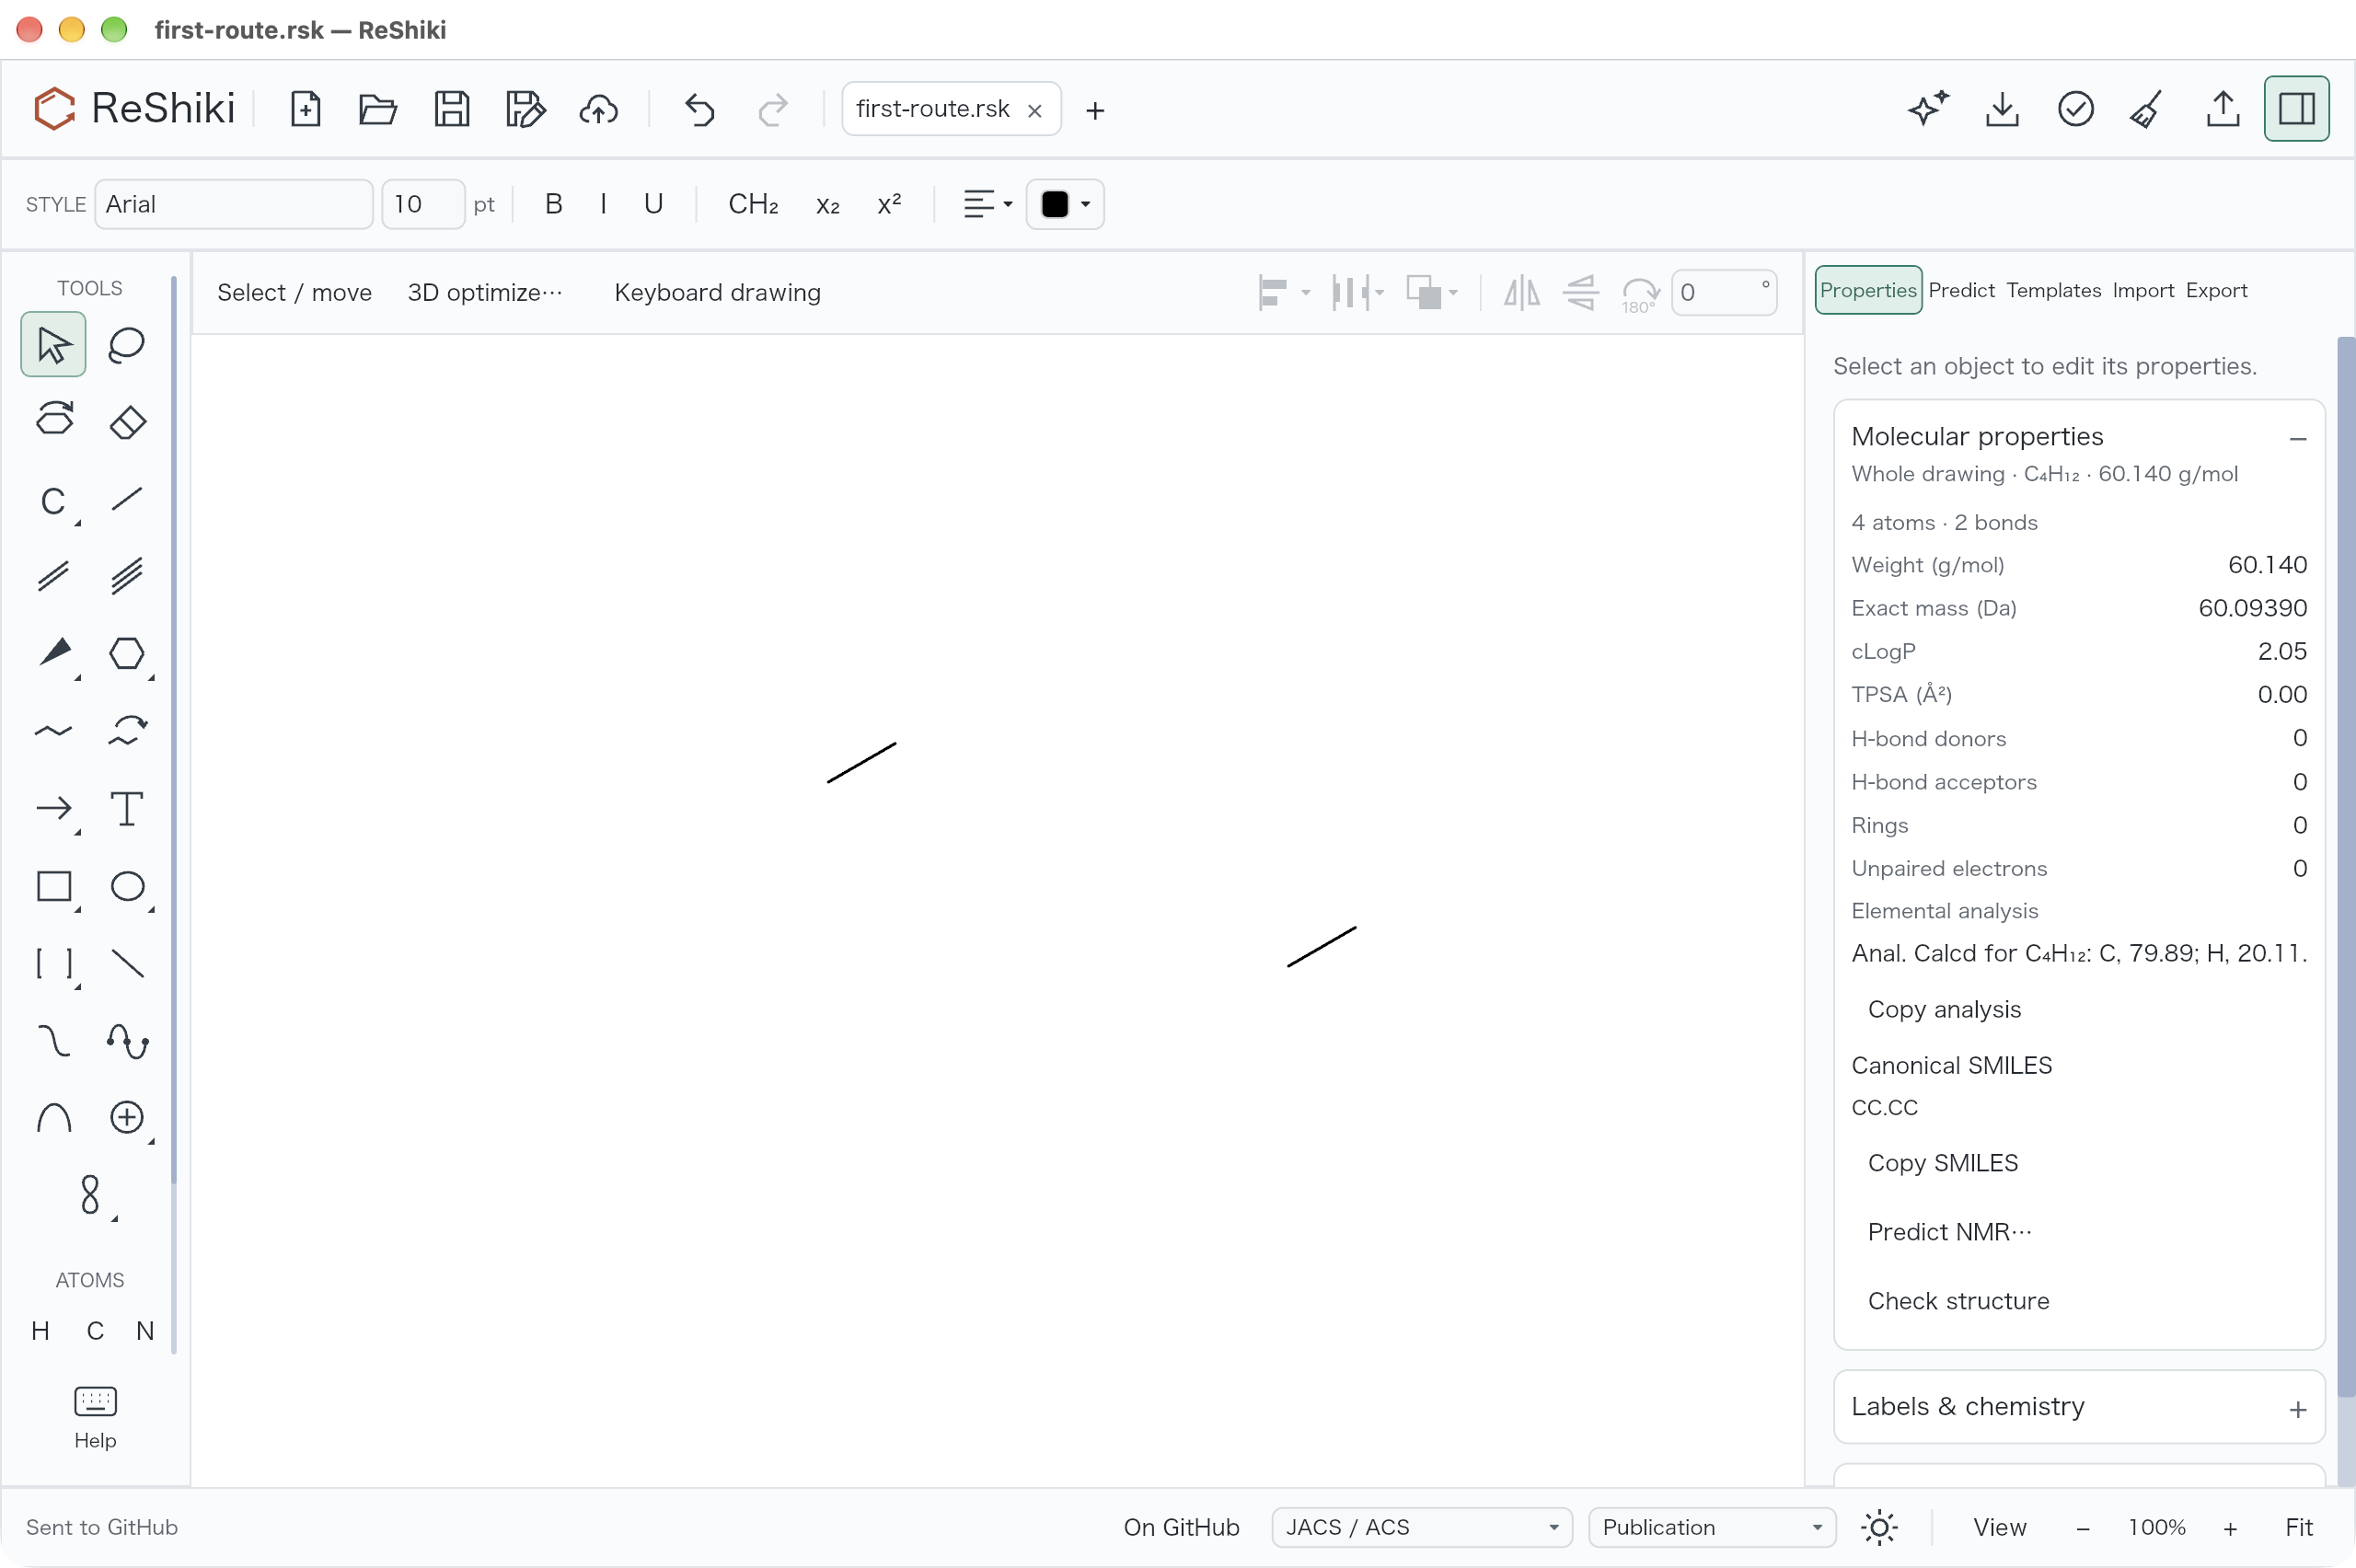 first-route.rsk — ReShiki
ReShiki
first-route.rsk ×
+
STYLE Arial 10 pt B I U CH₂ x₂ x²
TOOLS
C
T
[ ]
ATOMS
H C N
Help
Select / move 3D optimize⋯ Keyboard drawing
180°
0 °
Properties Predict Templates Import Export
Select an object to edit its properties.
Molecular properties −
Whole drawing · C₄H₁₂ · 60.140 g/mol
4 atoms · 2 bonds
Weight (g/mol) 60.140
Exact mass (Da) 60.09390
cLogP 2.05
TPSA (Å²) 0.00
H-bond donors 0
H-bond acceptors 0
Rings 0
Unpaired electrons 0
Elemental analysis
Anal. Calcd for C₄H₁₂: C, 79.89; H, 20.11.
Copy analysis
Canonical SMILES
CC.CC
Copy SMILES
Predict NMR⋯
Check structure
Labels & chemistry +
Sent to GitHub On GitHub JACS / ACS Publication View − 100% + Fit